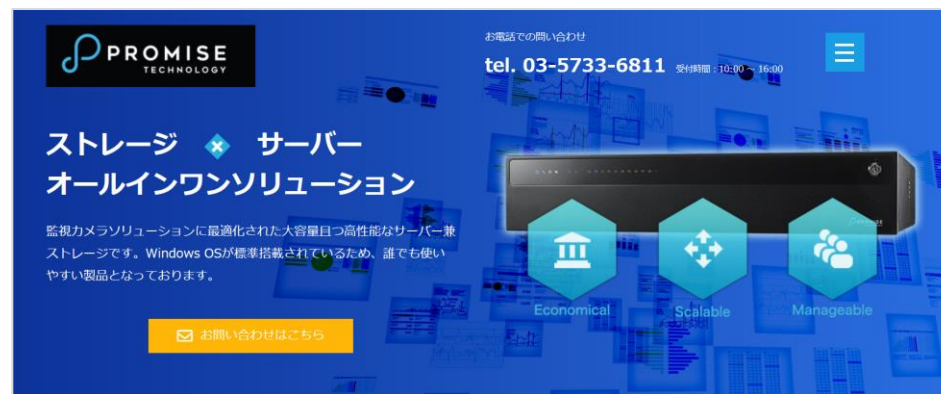 PROMISE
TECHNOLOGY
お電話での問い合わせ
tel. 03-5733-6811 受付時間：10:00 ~ 16:00
ストレージ サーバー
オールインワンソリューション
監視カメラソリューションに最適化された大容量且つ高性能なサーバー兼
ストレージです。Windows OSが標準搭載されているため、誰でも使い
やすい製品となっております。
お問い合わせはこちら
Economical
Scalable
Manageable